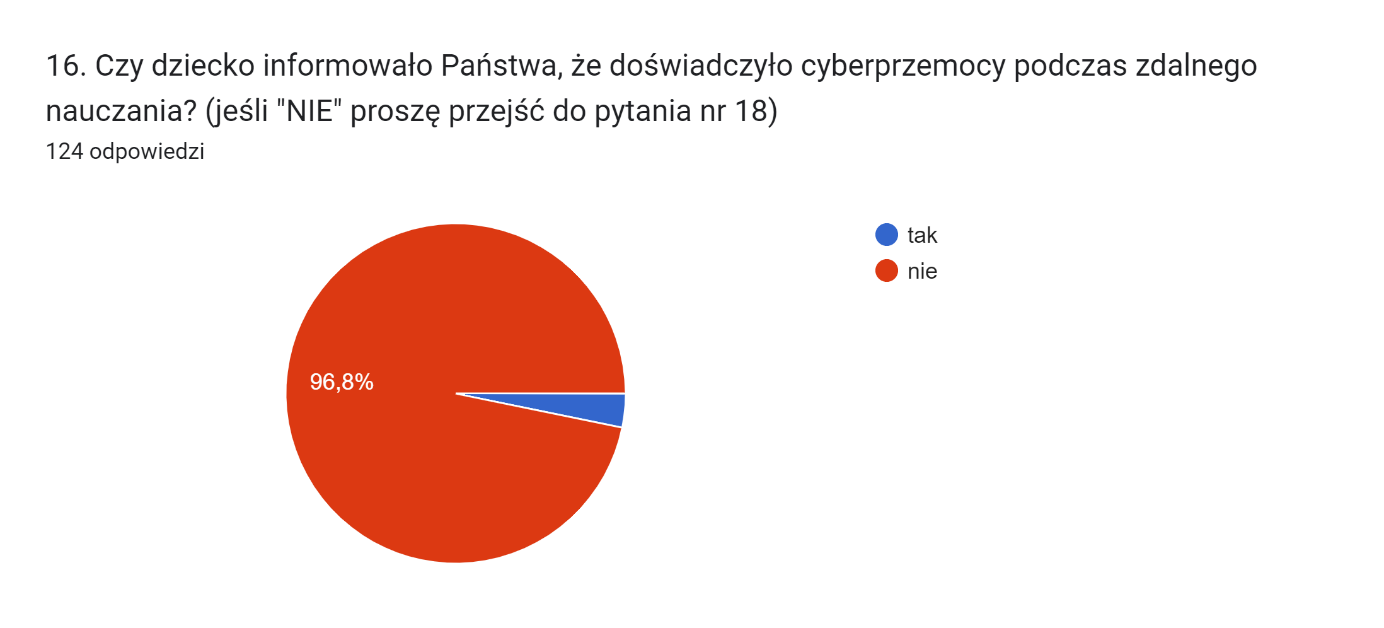 16. Czy dziecko informowało Państwa, że doświadczyło cyberprzemocy podczas zdalnego
nauczania? (jeśli "NIE" proszę przejść do pytania nr 18)
124 odpowiedzi
tak
nie
96,8%